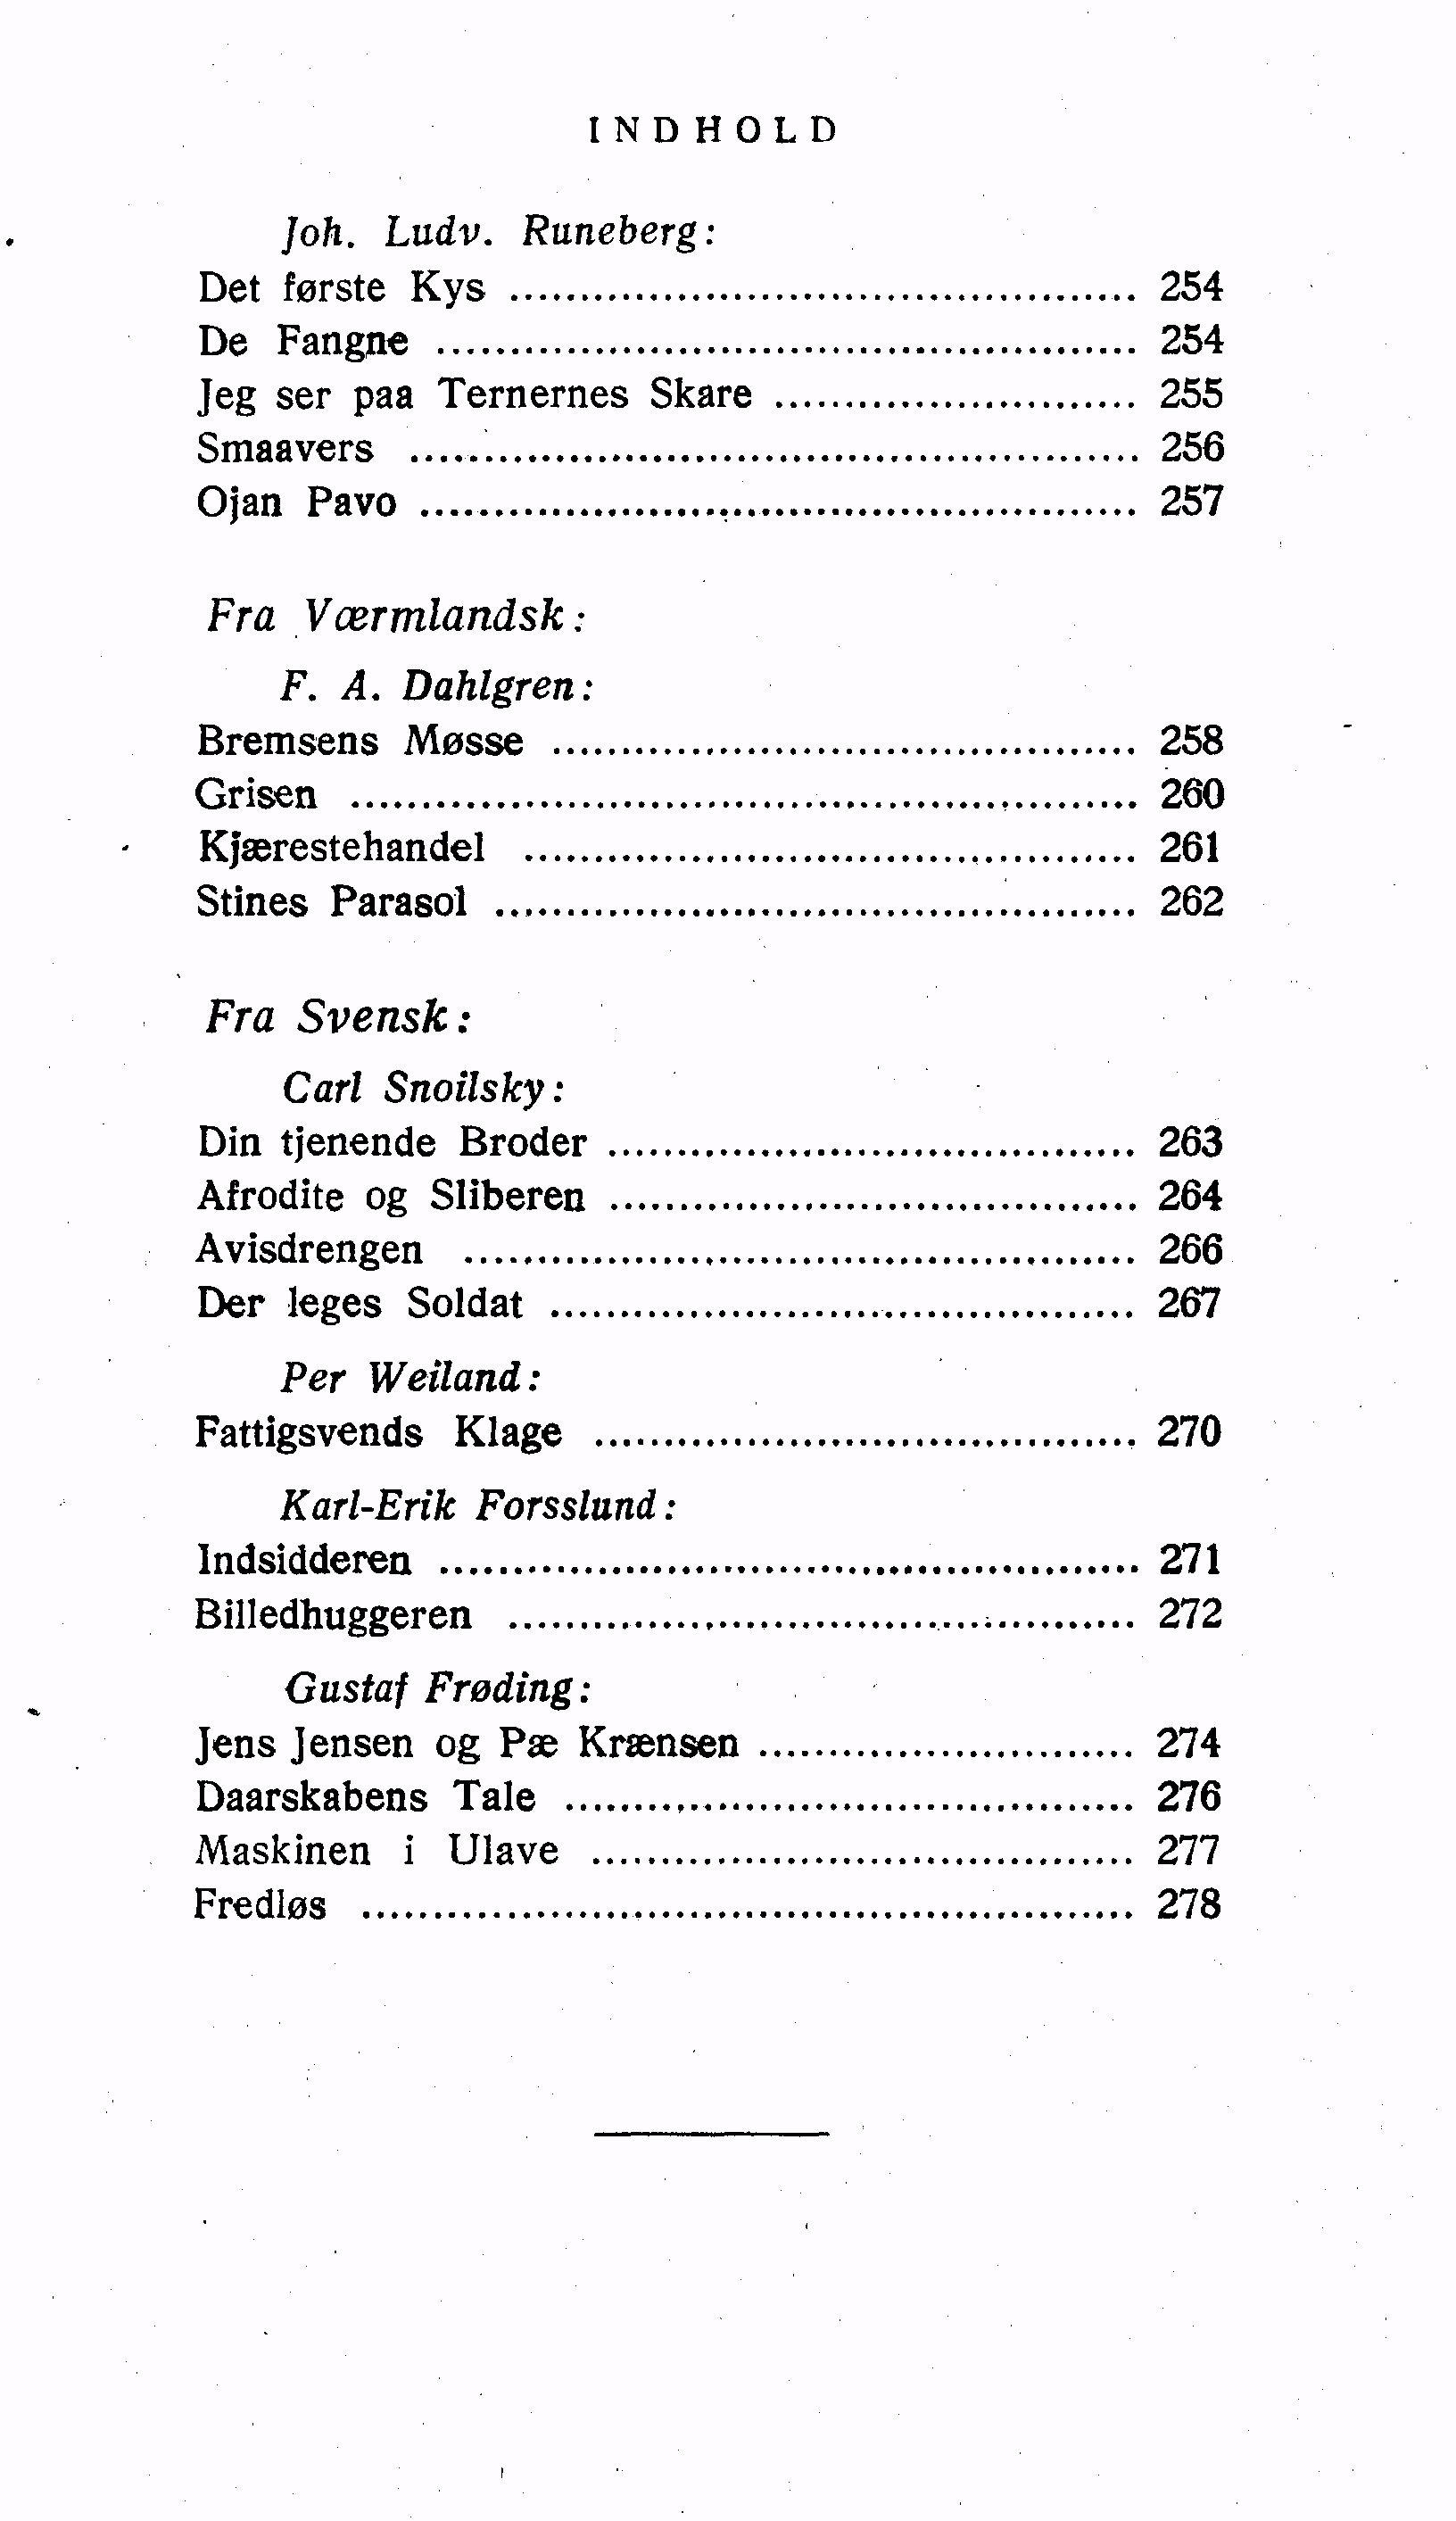 INDHOLD
Joh. Ludv. Runeberg:
Det første Kys ............................................. 254
De Fangne .................................................. 254
Jeg ser paa Ternernes Skare .......................... 255
Smaavers .................................................... 256
Ojan Pavo ................................................... 257
Fra Værmlandsk:
F. A. Dahlgren:
Bremsens Møsse .......................................... 258
Grisen ........................................................ 260
Kjærestehandel ............................................ 261
Stines Parasol .............................................. 262
Fra Svensk:
Carl Snoilsky:
Din tjenende Broder ...................................... 263
Afrodite og Sliberen ...................................... 264
Avisdrengen ................................................ 266
Der leges Soldat .......................................... 267
Per Weiland:
Fattigsvends Klage ....................................... 270
Karl-Erik Forsslund:
Indsidderen .................................................. 271
Billedhuggeren ............................................. 272
Gustaf Frøding:
Jens Jensen og Pæ Krænsen ........................... 274
Daarskabens Tale ......................................... 276
Maskinen i Ulave ....................................... 277
Fredløs ....................................................... 278